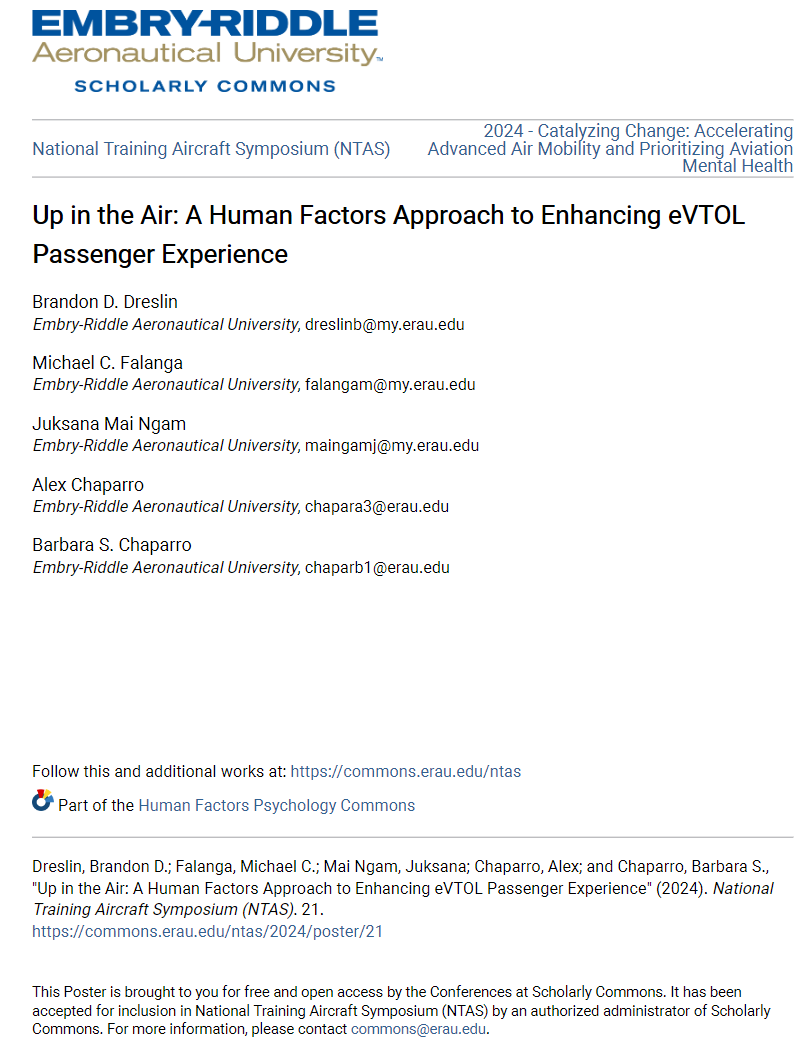 EMBRY-RIDDLE
Aeronautical University™
SCHOLARLY COMMONS
National Training Aircraft Symposium (NTAS)
2024 - Catalyzing Change: Accelerating
Advanced Air Mobility and Prioritizing Aviation
Mental Health
Up in the Air: A Human Factors Approach to Enhancing eVTOL
Passenger Experience
Brandon D. Dreslin
Embry-Riddle Aeronautical University, dreslinb@my.erau.edu
Michael C. Falanga
Embry-Riddle Aeronautical University, falangam@my.erau.edu
Juksana Mai Ngam
Embry-Riddle Aeronautical University, maingamj@my.erau.edu
Alex Chaparro
Embry-Riddle Aeronautical University, chapara3@erau.edu
Barbara S. Chaparro
Embry-Riddle Aeronautical University, chaparb1@erau.edu
Follow this and additional works at: https://commons.erau.edu/ntas
Part of the Human Factors Psychology Commons
Dreslin, Brandon D.; Falanga, Michael C.; Mai Ngam, Juksana; Chaparro, Alex; and Chaparro, Barbara S.,
"Up in the Air: A Human Factors Approach to Enhancing eVTOL Passenger Experience" (2024). National
Training Aircraft Symposium (NTAS). 21.
https://commons.erau.edu/ntas/2024/poster/21
This Poster is brought to you for free and open access by the Conferences at Scholarly Commons. It has been
accepted for inclusion in National Training Aircraft Symposium (NTAS) by an authorized administrator of Scholarly
Commons. For more information, please contact commons@erau.edu.